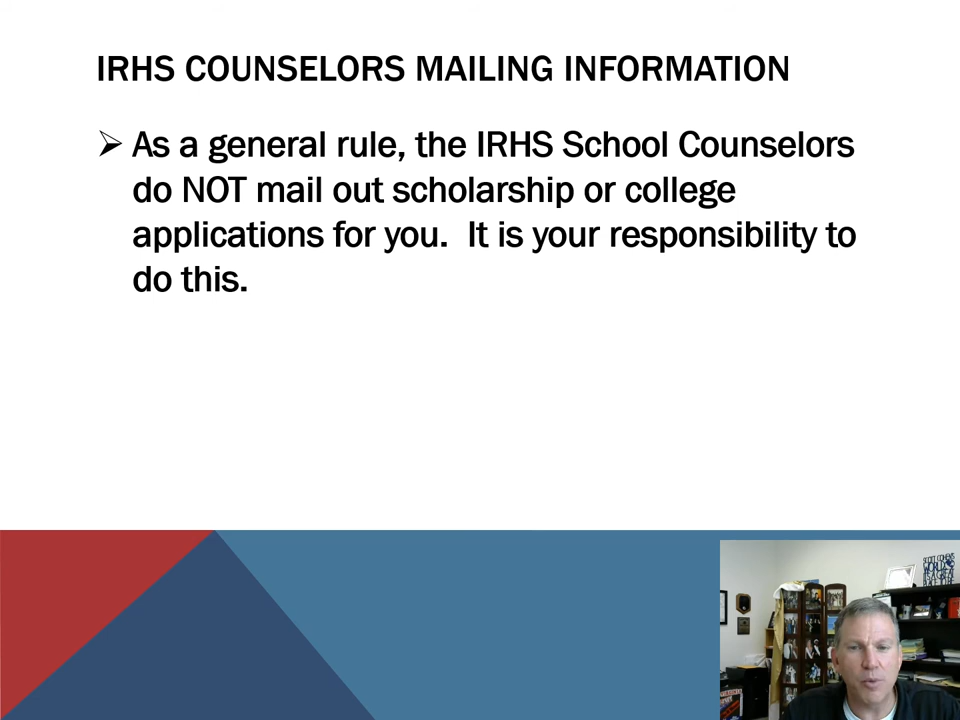 IRHS COUNSELORS MAILING INFORMATION
➢ As a general rule, the IRHS School Counselors
do NOT mail out scholarship or college
applications for you.  It is your responsibility to
do this.